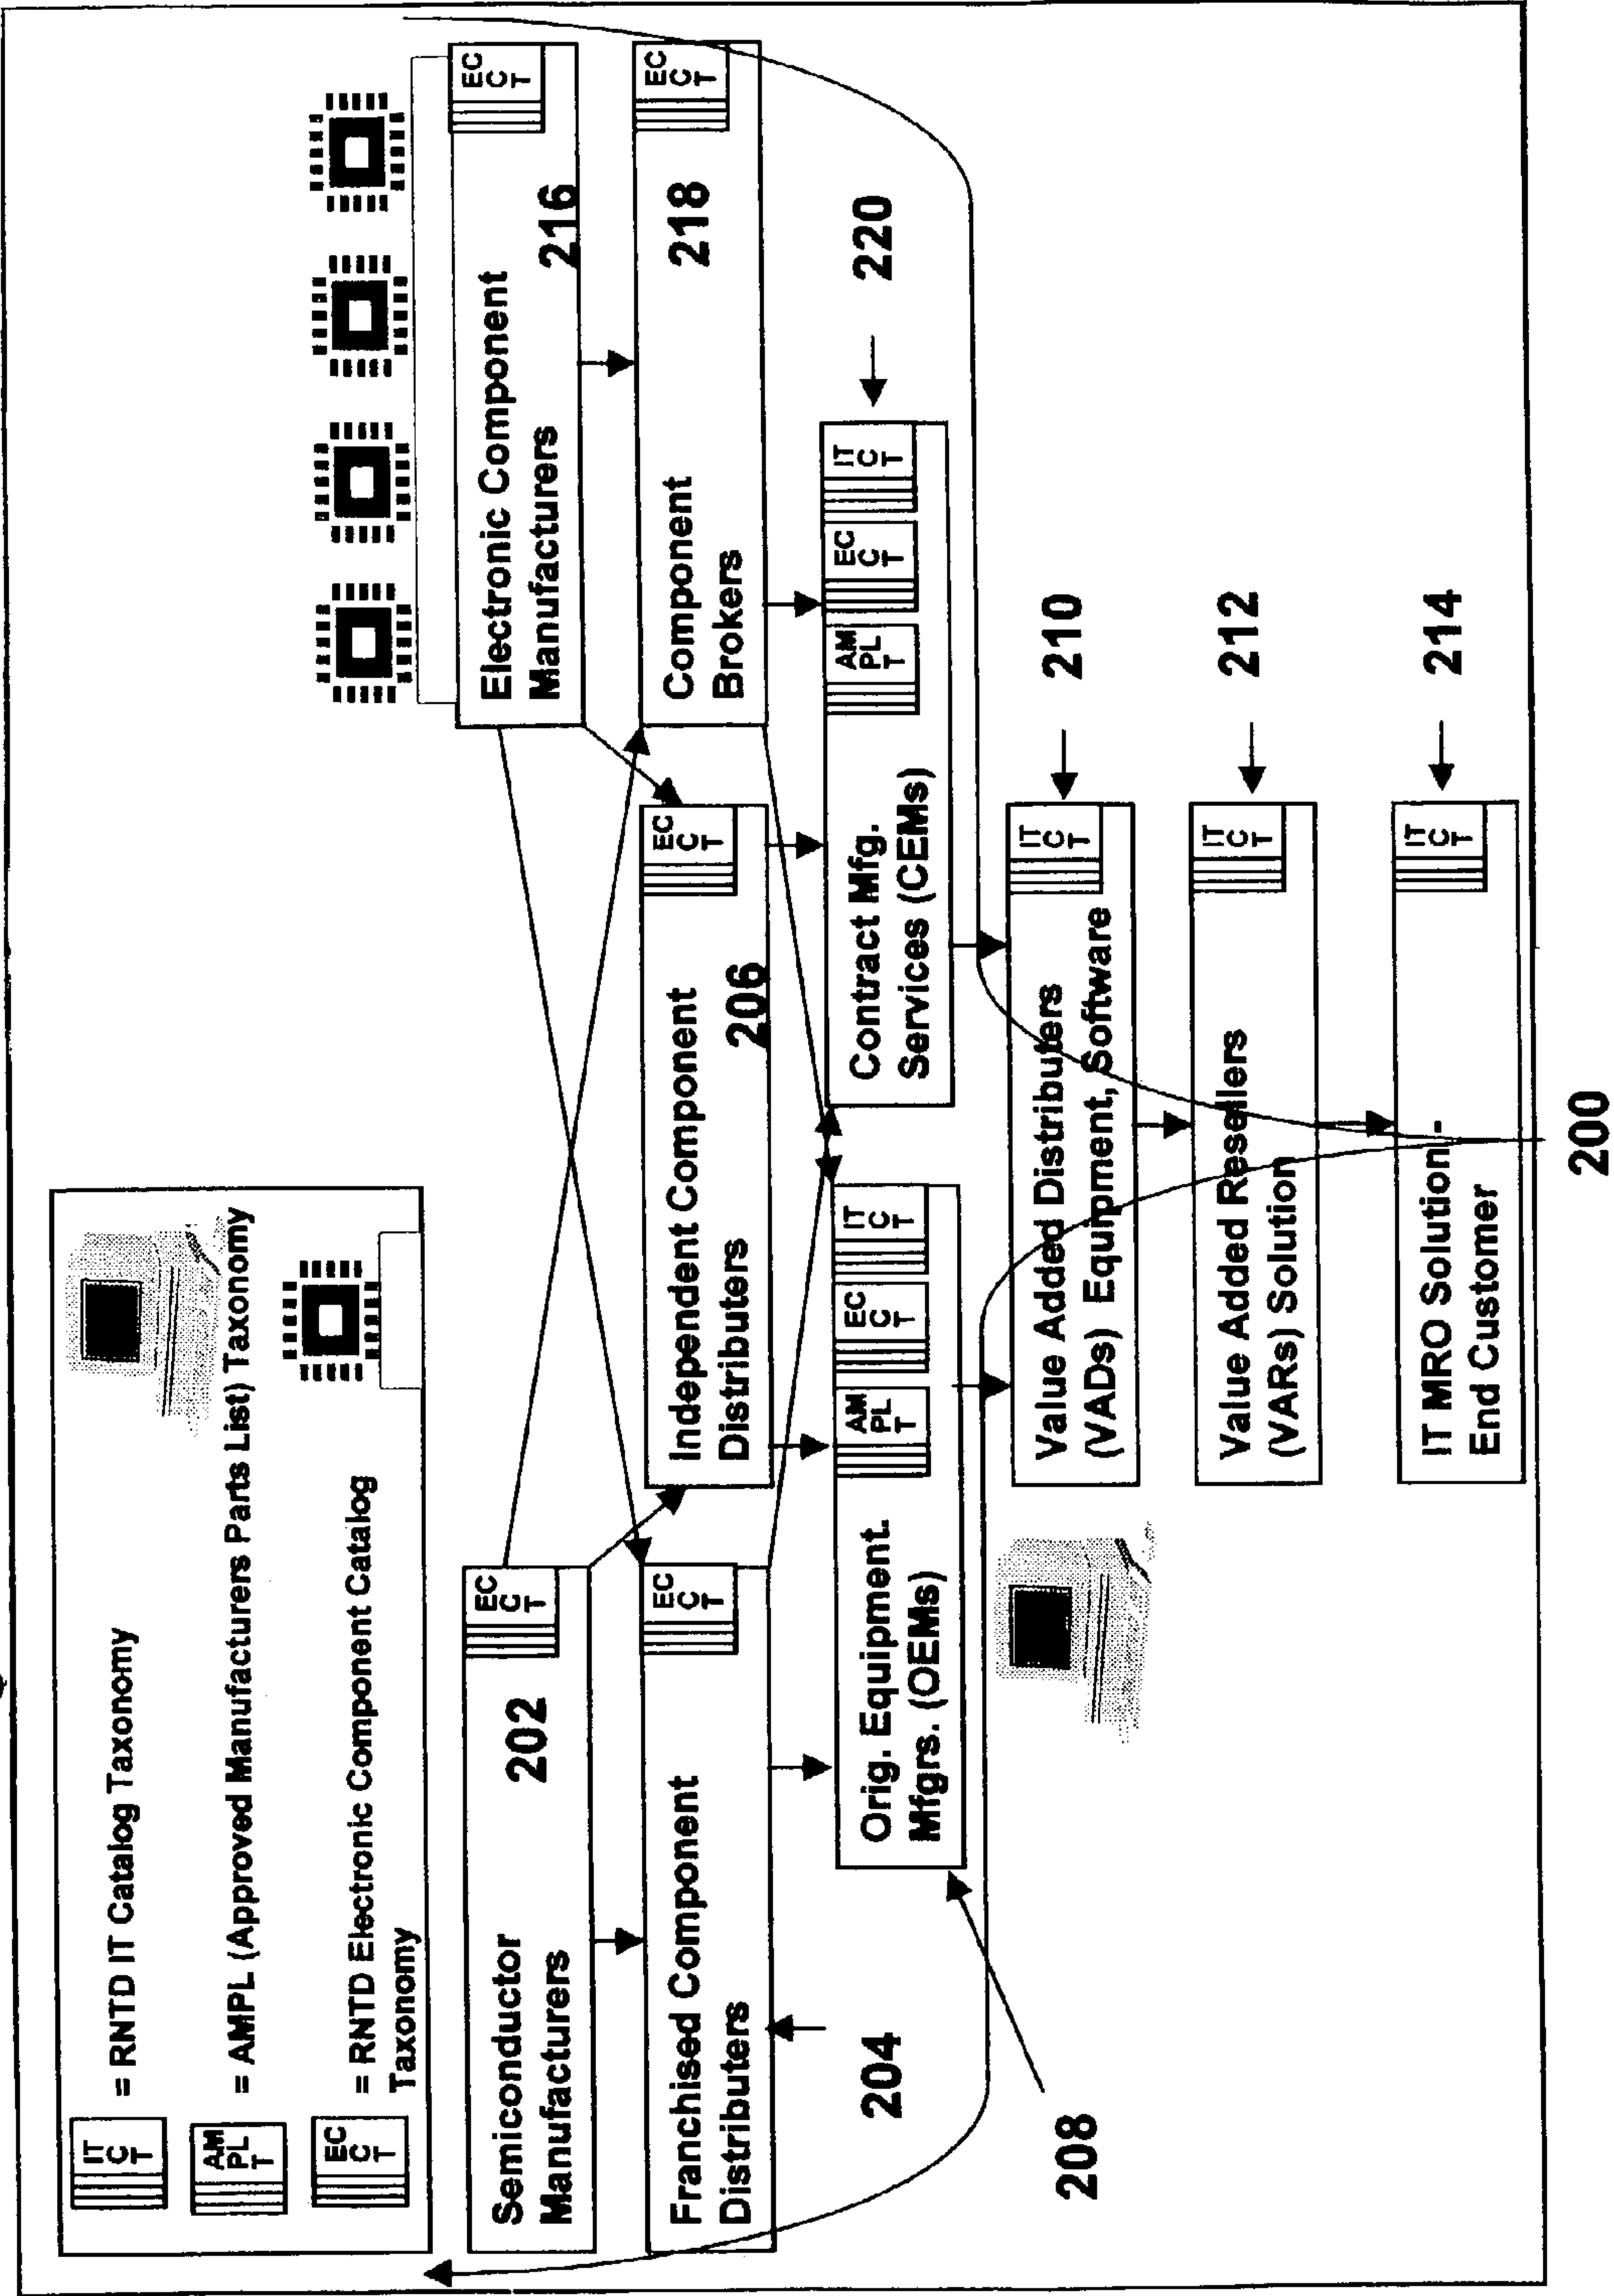 IT
C
T
= RNTD IT Catalog Taxonomy
AM
PL
T
= AMPL (Approved Manufacturers Parts List) Taxonomy
EC
C
T
= RNTD Electronic Component Catalog
Taxonomy
Semiconductor
Manufacturers
202
EC
C
T
Electronic Component
Manufacturers
216
EC
C
T
Franchised Component
Distributers
EC
C
T
204
Independent Component
Distributers
206
EC
C
T
Component
Brokers
218
EC
C
T
Orig. Equipment.
Mfgrs. (OEMs)
AM
PL
T
EC
C
T
IT
C
T
208
Contract Mfg.
Services (CEMs)
AM
PL
T
EC
C
T
IT
C
T
220
Value Added Distributers
(VADs) Equipment, Software
IT
C
T
210
Value Added Resellers
(VARs) Solution
IT
C
T
212
IT MRO Solution -
End Customer
IT
C
T
214
200